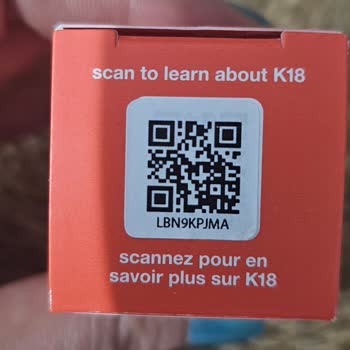 scan to learn about K18
LBN9KPJMA
scannez pour en
savoir plus sur K18